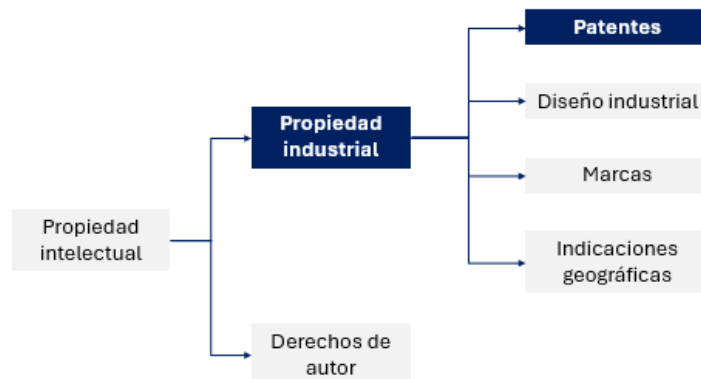 Patentes
Propiedad
industrial
Diseño industrial
Marcas
Propiedad
intelectual
Indicaciones
geográficas
Derechos de
autor